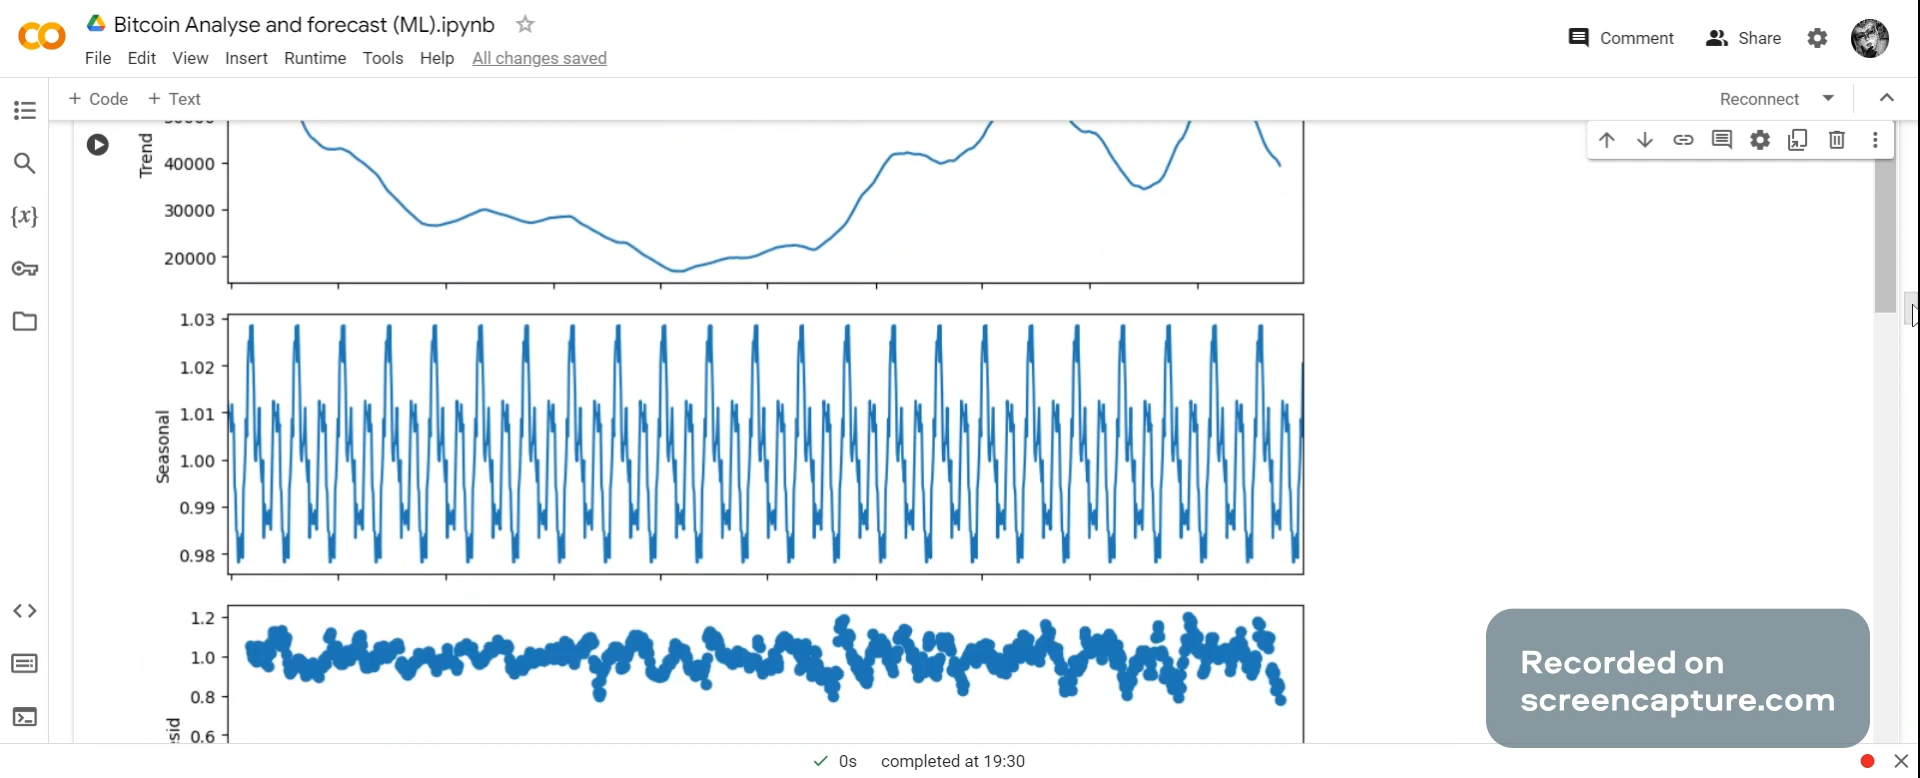 Bitcoin Analyse and forecast (ML).ipynb
Comment
Share
File Edit View Insert Runtime Tools Help All changes saved
+ Code + Text
Reconnect
Trend
40000
30000
20000
Seasonal
1.03
1.02
1.01
1.00
0.99
0.98
1.2
1.0
0.8
0.6
{x}
Recorded on
screencapture.com
0s completed at 19:30